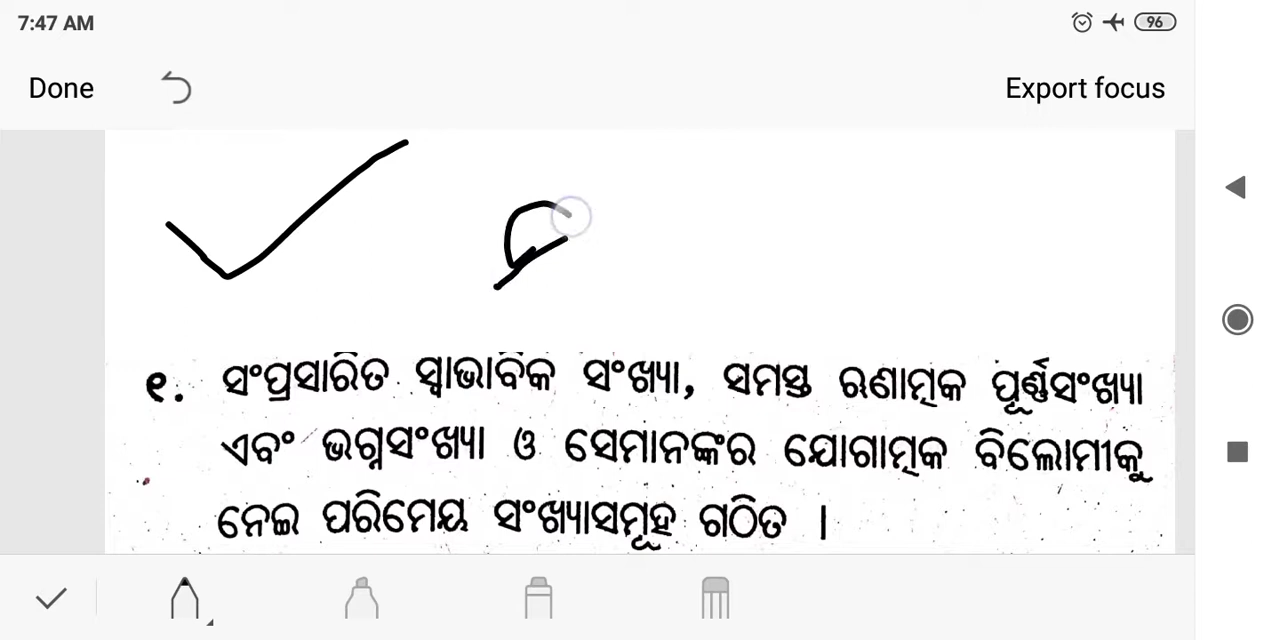 7:47 AM
96
Done
Export focus
୧. ସଂପ୍ରସାରିତ ସ୍ୱାଭାବିକ ସଂଖ୍ୟା, ସମସ୍ତ ଋଣାତ୍ମକ ପୂର୍ଣ୍ଣସଂଖ୍ୟା
ଏବଂ ଭଗ୍ନସଂଖ୍ୟା ଓ ସେମାନଙ୍କର ଯୋଗାତ୍ମକ ବିଲୋମୀକୁ
ନେଇ ପରିମେୟ ସଂଖ୍ୟାସମୂହ ଗଠିତ ।